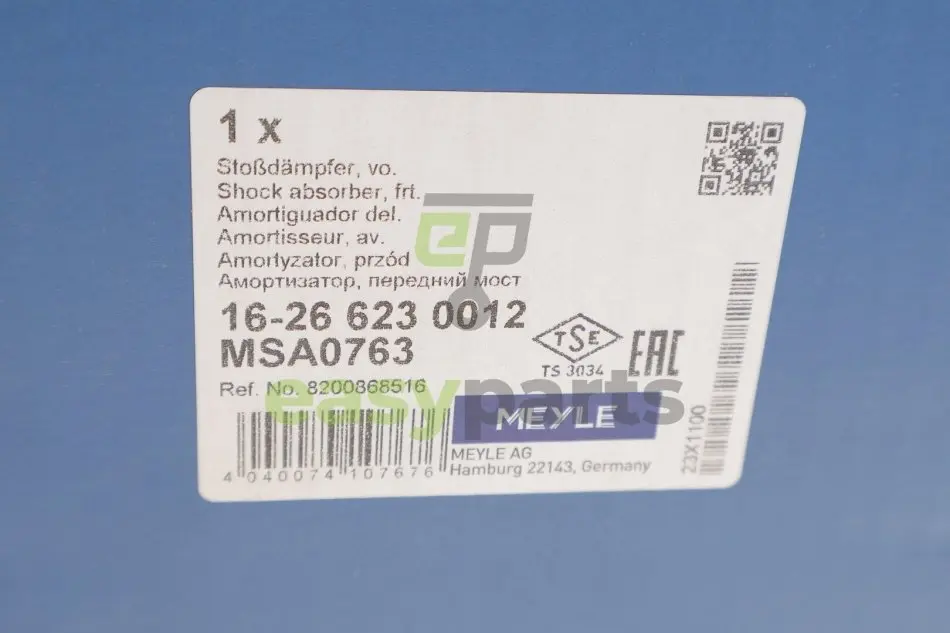 1 x
Stoßdämpfer, vo.
Shock absorber, frt.
Amortiguador del.
Amortisseur, av.
Amortyzator, przód
Амортизатор, передний мост
16-26 623 0012
MSA0763
Ref. No. 8200868516
TSE
TS 3034
EAC
MEYLE
MEYLE AG
Hamburg 22143, Germany
4 040074 107676
23X1100
ep
easyparts